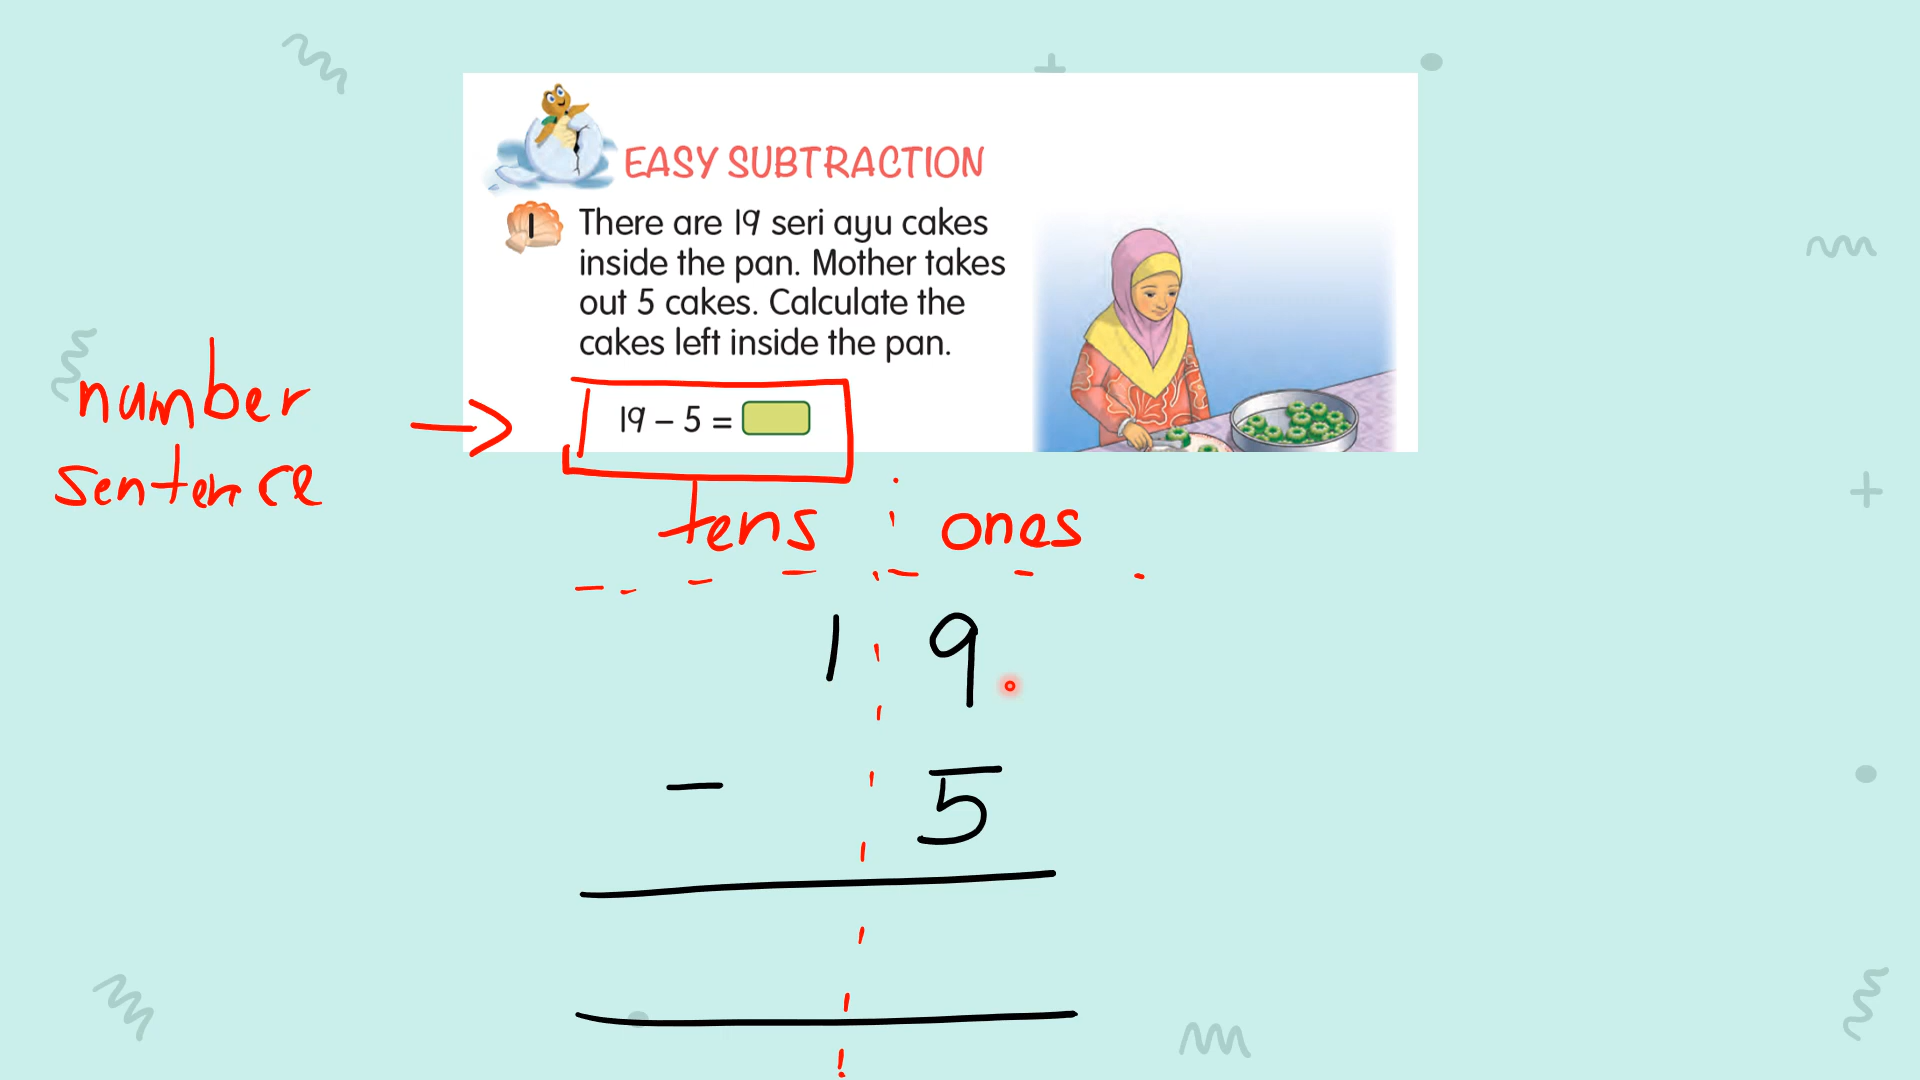 EASY SUBTRACTION
1 There are 19 seri ayu cakes
inside the pan. Mother takes
out 5 cakes. Calculate the
cakes left inside the pan.
19 – 5 =
number
sentence
→
tens ones
1 9
– 5